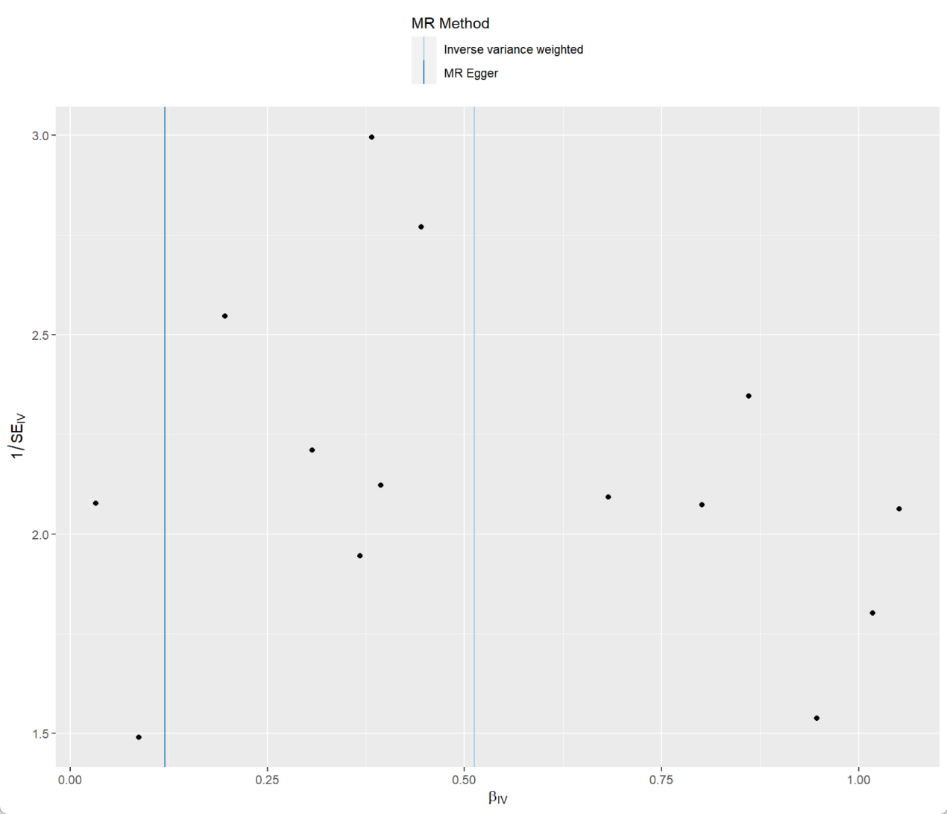 MR Method
Inverse variance weighted
MR Egger
3.0
2.5
2.0
1.5
1/SE_IV
0.00 0.25 0.50 0.75 1.00
β_IV